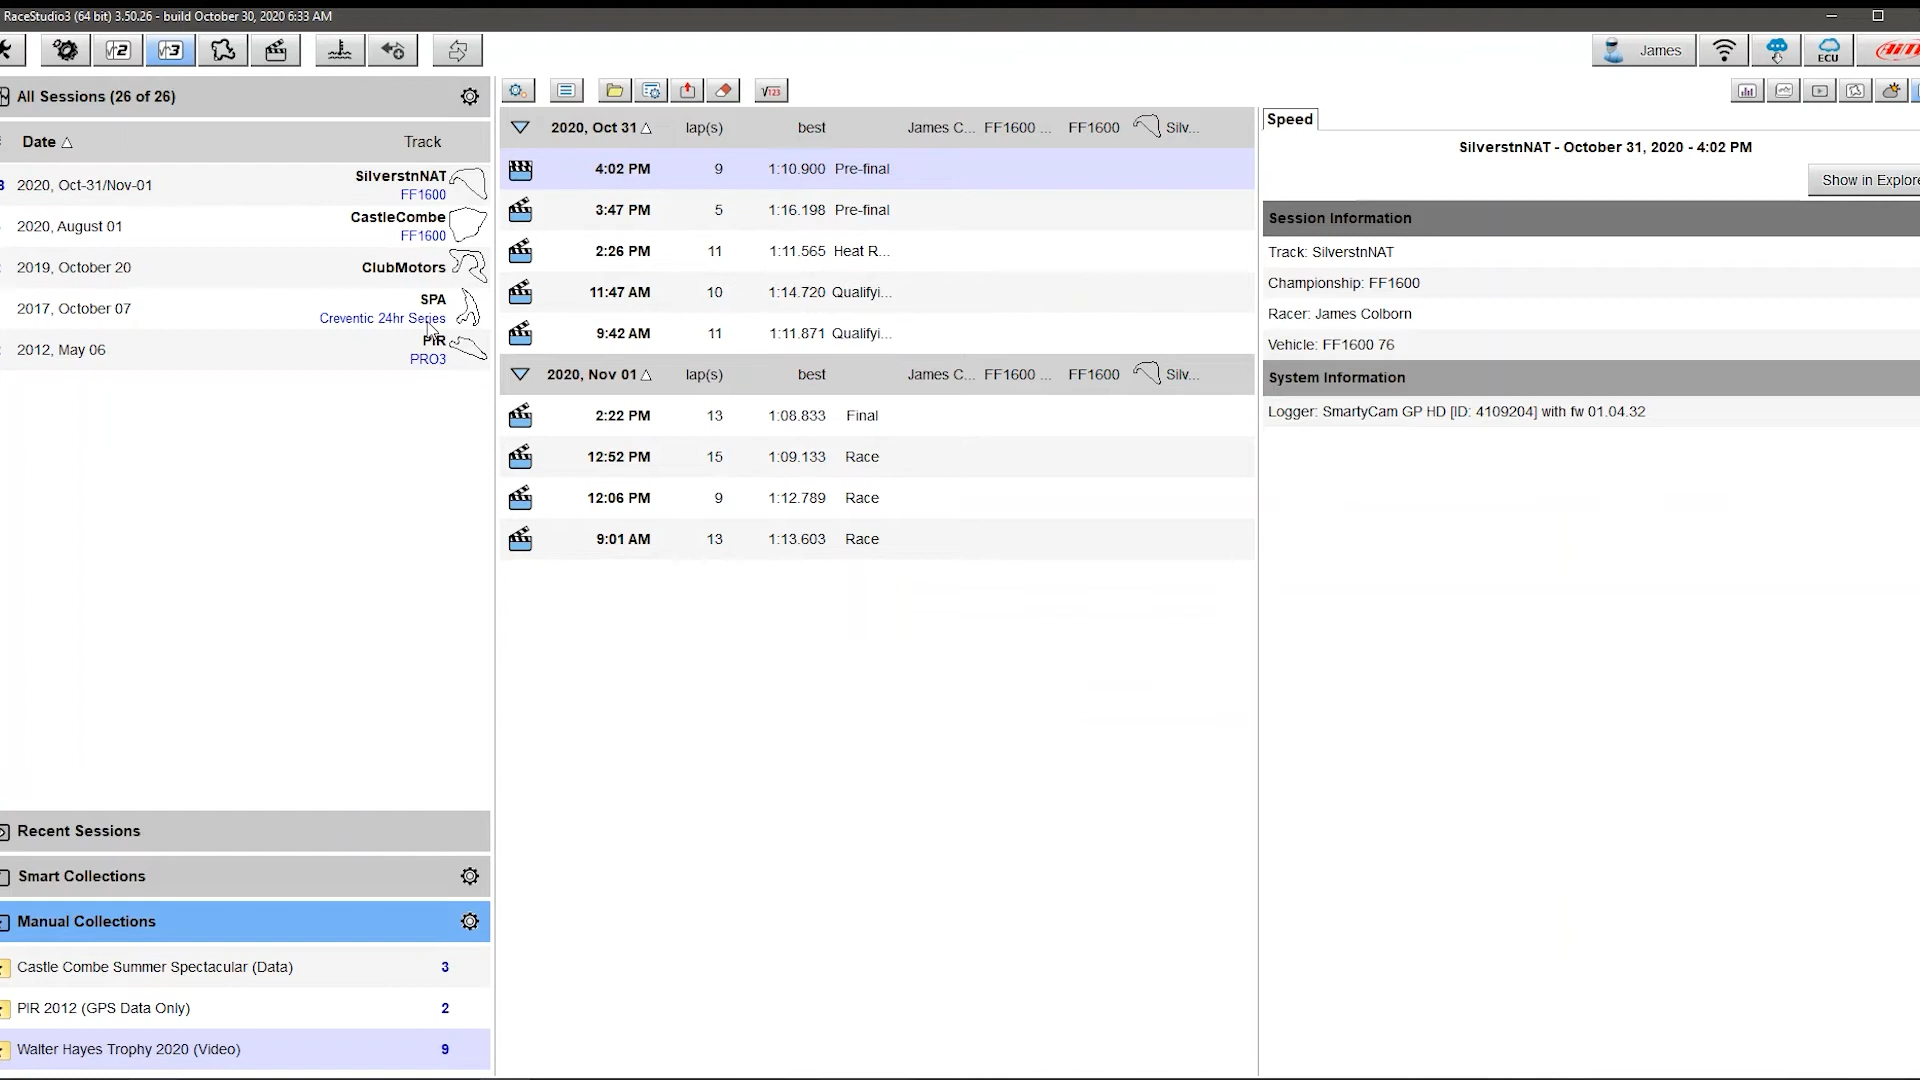 RaceStudio3 (64 bit) 3.50.26 - build October 30, 2020 6:33 AM
James
ECU
All Sessions (26 of 26)
Date Track
2020, Oct-31/Nov-01 SilverstnNAT
FF1600
2020, August 01 CastleCombe
FF1600
2019, October 20 ClubMotors
2017, October 07 SPA
Creventic 24hr Series
2012, May 06 PIR
PRO3
Recent Sessions
Smart Collections
Manual Collections
Castle Combe Summer Spectacular (Data) 3
PIR 2012 (GPS Data Only) 2
Walter Hayes Trophy 2020 (Video) 9
2020, Oct 31 lap(s) best James C... FF1600 ... FF1600 Silv...
4:02 PM 9 1:10.900 Pre-final
3:47 PM 5 1:16.198 Pre-final
2:26 PM 11 1:11.565 Heat R...
11:47 AM 10 1:14.720 Qualifyi...
9:42 AM 11 1:11.871 Qualifyi...
2020, Nov 01 lap(s) best James C... FF1600 ... FF1600 Silv...
2:22 PM 13 1:08.833 Final
12:52 PM 15 1:09.133 Race
12:06 PM 9 1:12.789 Race
9:01 AM 13 1:13.603 Race
Speed
SilverstnNAT - October 31, 2020 - 4:02 PM
Show in Explore
Session Information
Track: SilverstnNAT
Championship: FF1600
Racer: James Colborn
Vehicle: FF1600 76
System Information
Logger: SmartyCam GP HD [ID: 4109204] with fw 01.04.32